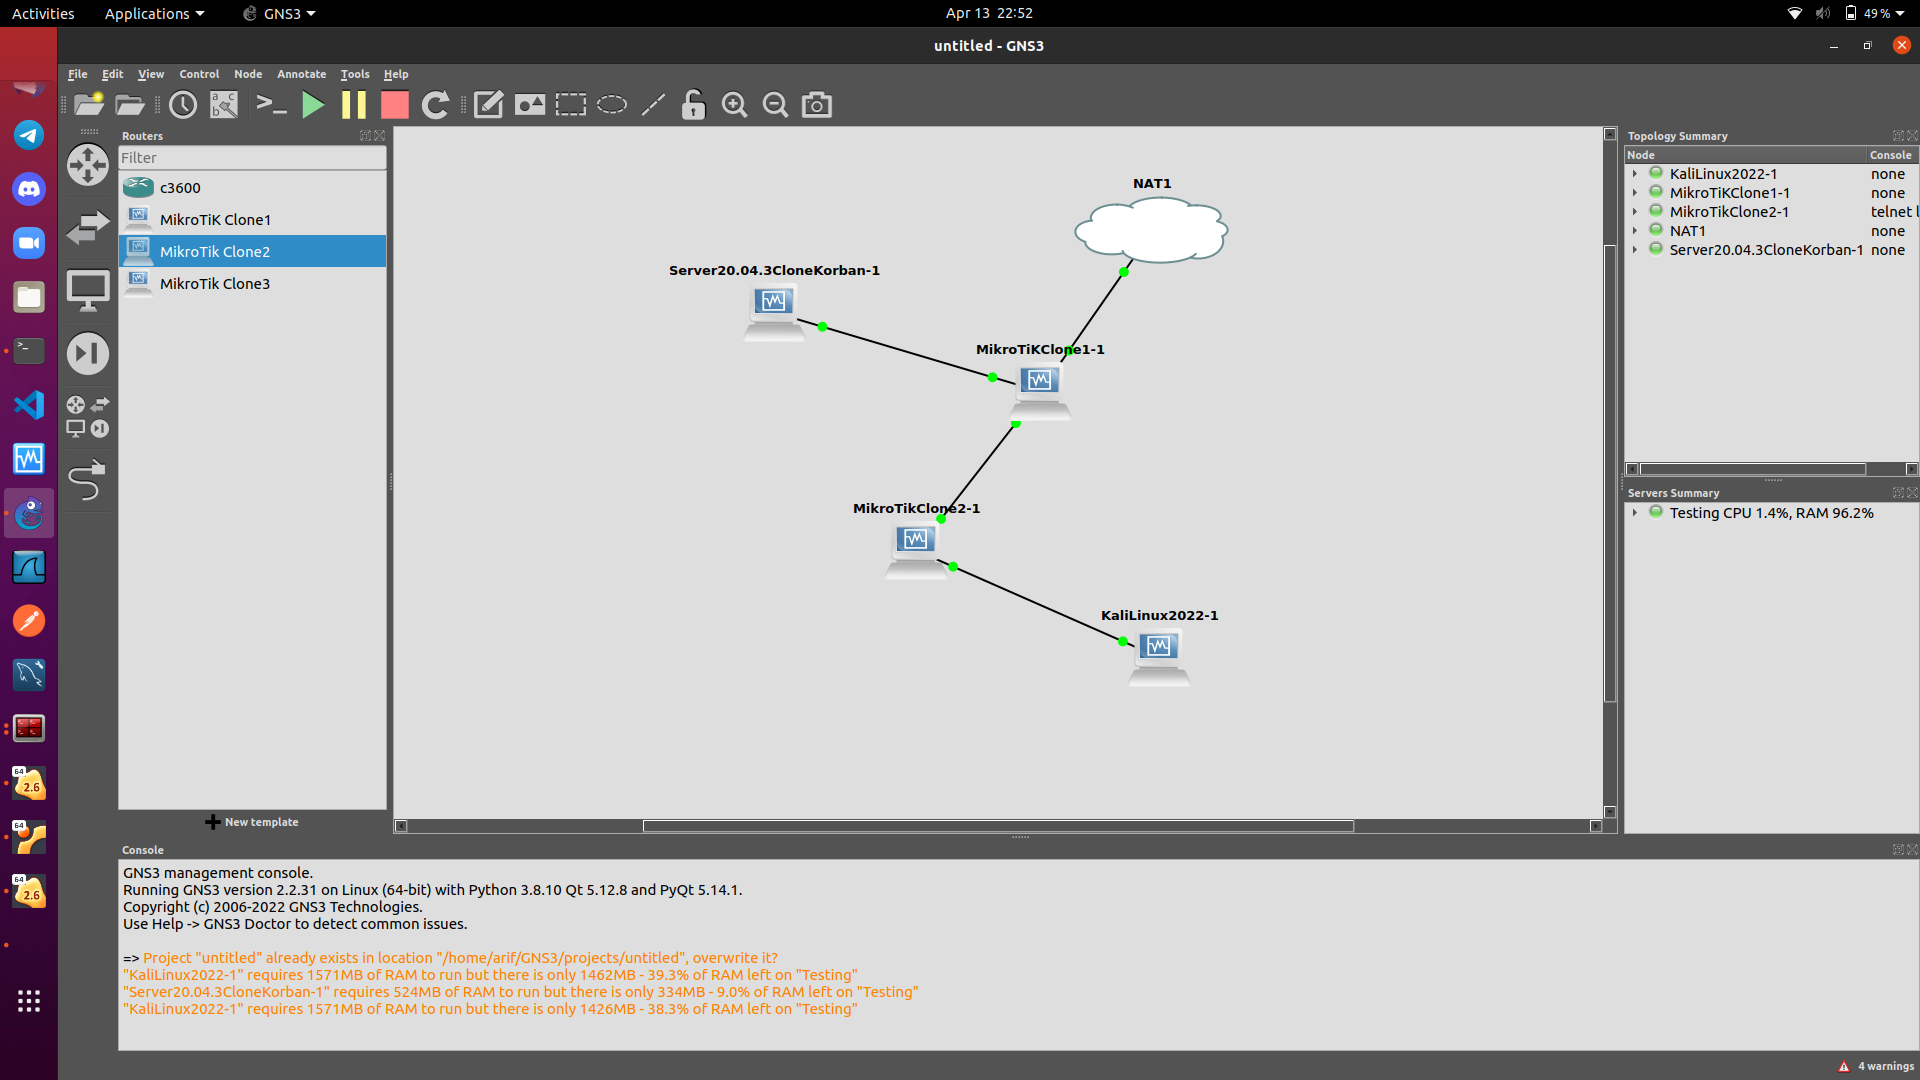 Activities Applications GNS3 Apr 13 22:52 49 %
untitled - GNS3
File Edit View Control Node Annotate Tools Help
Routers
Filter
c3600
MikroTiK Clone1
MikroTik Clone2
MikroTik Clone3
New template
NAT1
Server20.04.3CloneKorban-1
MikroTiKClone1-1
MikroTikClone2-1
KaliLinux2022-1
Topology Summary
Node Console
KaliLinux2022-1 none
MikroTiKClone1-1 none
MikroTikClone2-1 telnet l
NAT1 none
Server20.04.3CloneKorban-1 none
Servers Summary
Testing CPU 1.4%, RAM 96.2%
Console
GNS3 management console.
Running GNS3 version 2.2.31 on Linux (64-bit) with Python 3.8.10 Qt 5.12.8 and PyQt 5.14.1.
Copyright (c) 2006-2022 GNS3 Technologies.
Use Help -> GNS3 Doctor to detect common issues.
=> Project "untitled" already exists in location "/home/arif/GNS3/projects/untitled", overwrite it?
"KaliLinux2022-1" requires 1571MB of RAM to run but there is only 1462MB - 39.3% of RAM left on "Testing"
"Server20.04.3CloneKorban-1" requires 524MB of RAM to run but there is only 334MB - 9.0% of RAM left on "Testing"
"KaliLinux2022-1" requires 1571MB of RAM to run but there is only 1426MB - 38.3% of RAM left on "Testing"
4 warnings
64
2.6
64
64
2.6